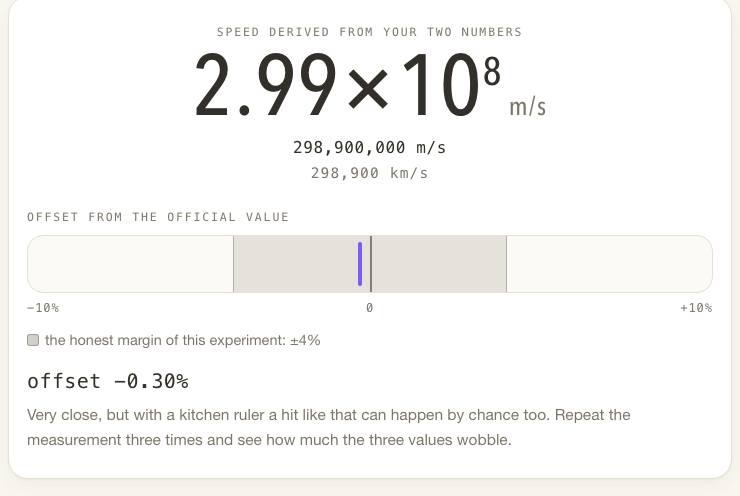 SPEED DERIVED FROM YOUR TWO NUMBERS
2.99×10⁸ m/s
298,900,000 m/s
298,900 km/s
OFFSET FROM THE OFFICIAL VALUE
−10% 0 +10%
the honest margin of this experiment: ±4%
offset −0.30%
Very close, but with a kitchen ruler a hit like that can happen by chance too. Repeat the
measurement three times and see how much the three values wobble.